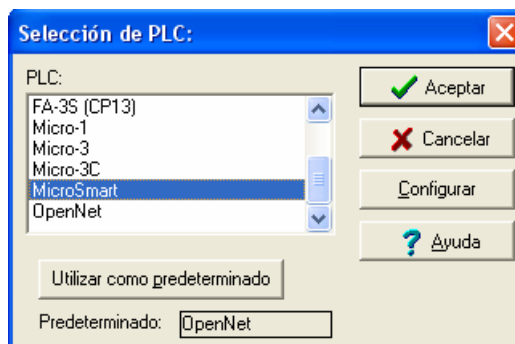 Selección de PLC:
PLC:
FA-3S (CP13)
Micro-1
Micro-3
Micro-3C
MicroSmart
OpenNet
Aceptar
Cancelar
Configurar
Ayuda
Utilizar como predeterminado
Predeterminado: OpenNet